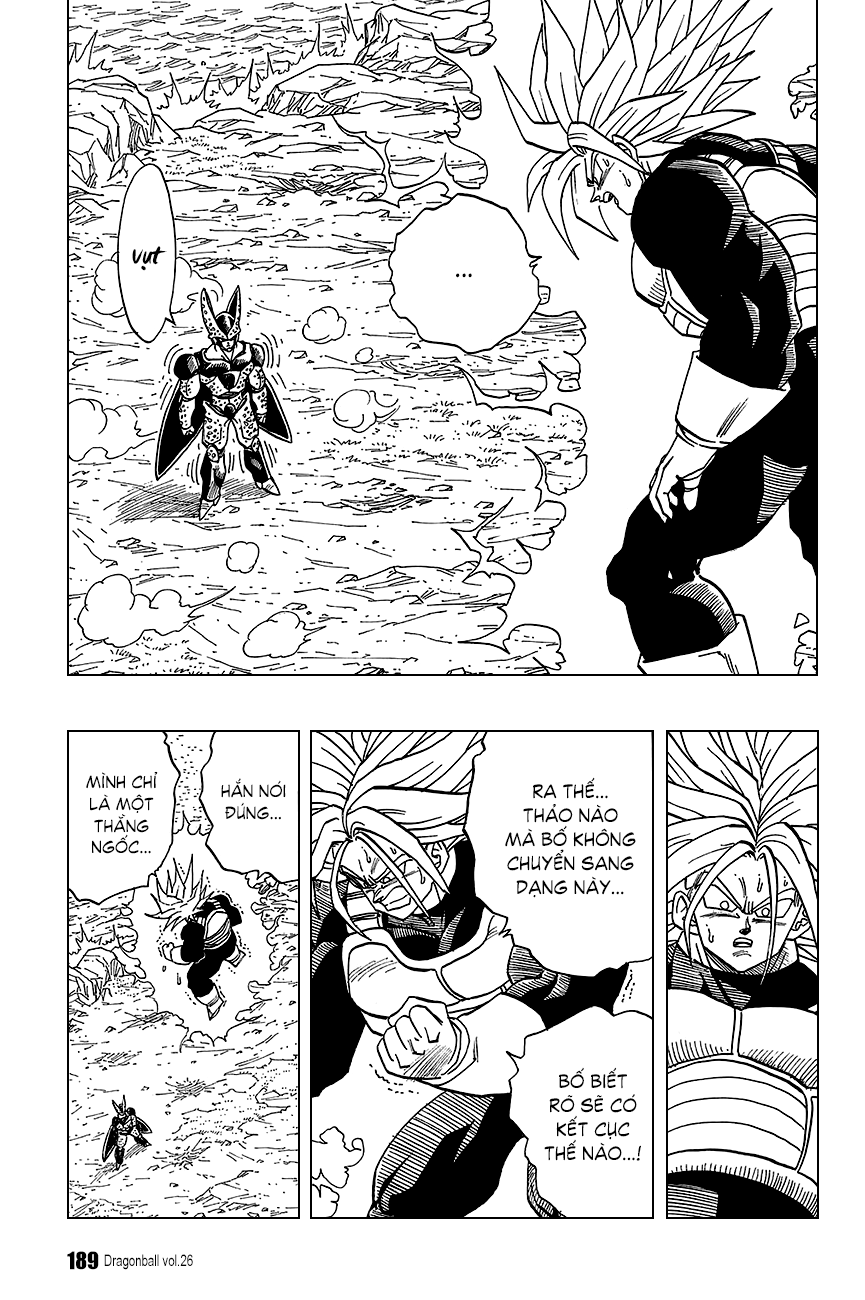 ...
VỤT
RA THẾ...
THẢO NÀO
MÀ BỐ KHÔNG
CHUYỂN SANG
DẠNG NÀY...
BỐ BIẾT
RÕ SẼ CÓ
KẾT CỤC
THẾ NÀO...!
HẮN NÓI
ĐÚNG...
MÌNH CHỈ
LÀ MỘT
THẰNG
NGỐC...
189 Dragonball vol.26